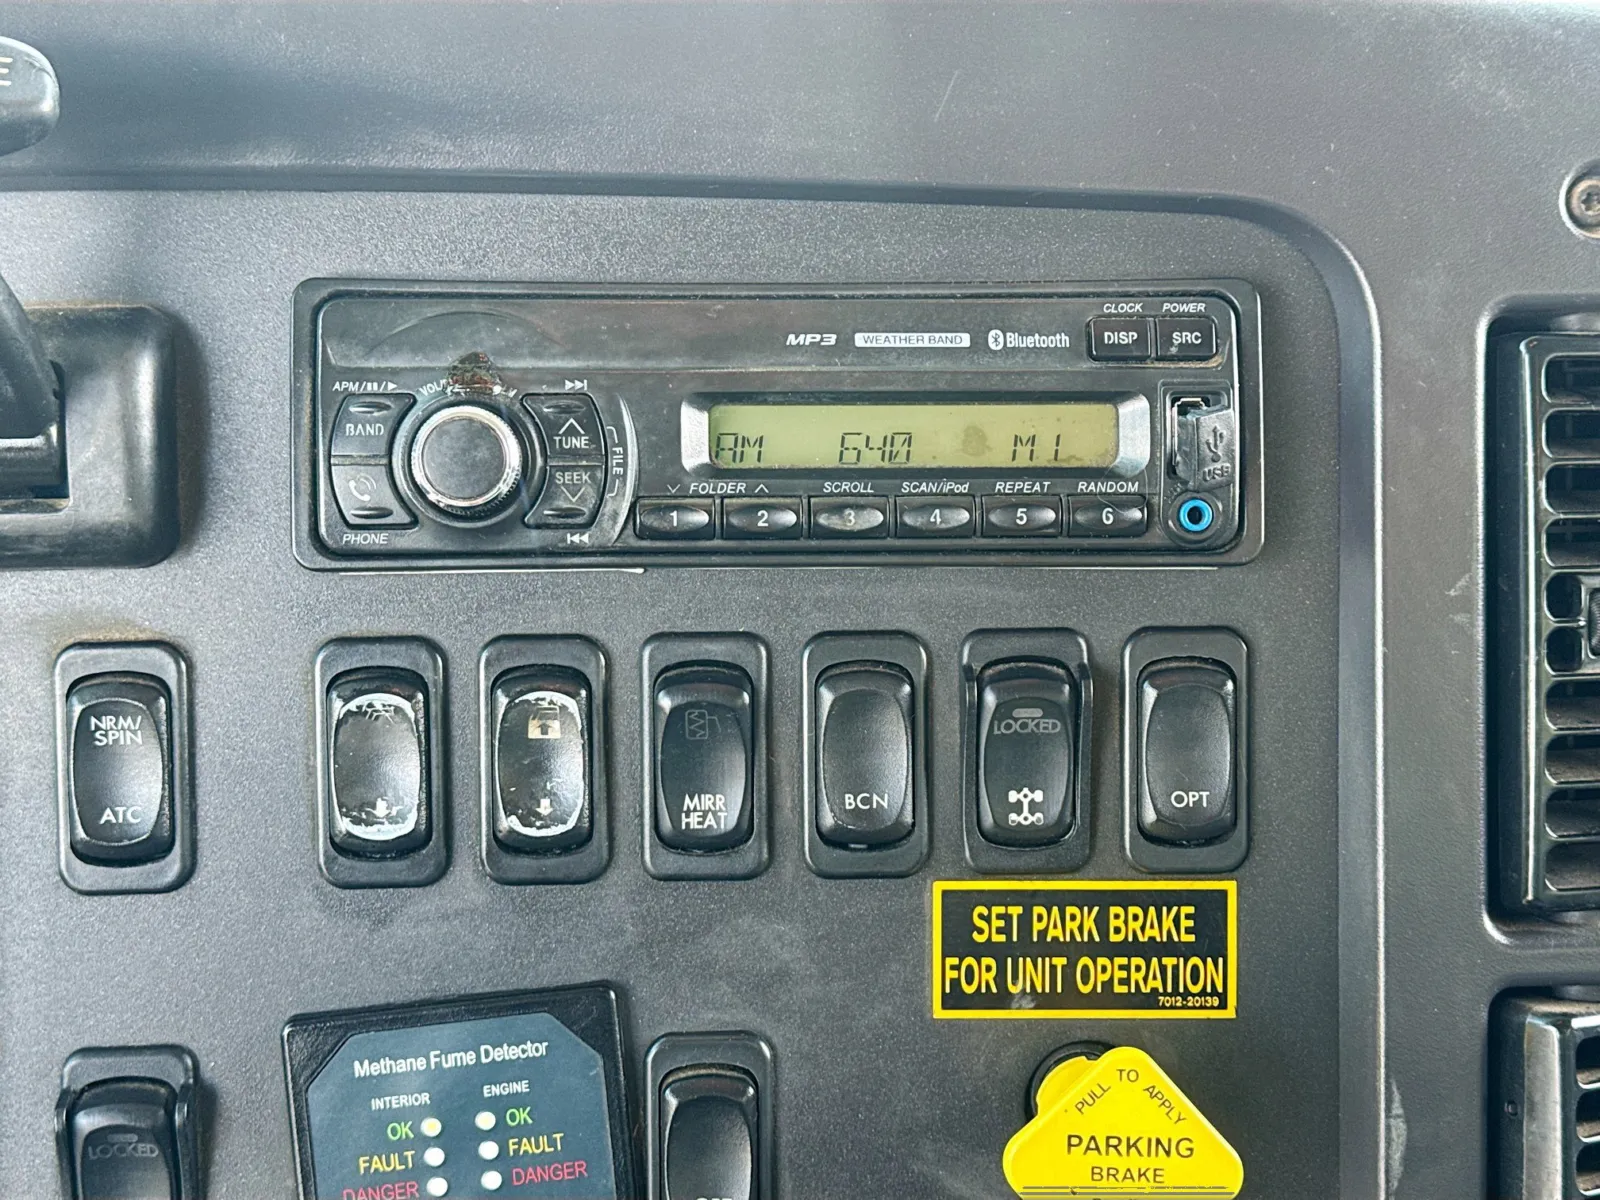 E
CLOCK POWER
MP3 WEATHER BAND Bluetooth DISP SRC
APM/
BAND
TUNE
SEEK
FILE
PHONE
AM 640 M1
USB
FOLDER SCROLL SCAN/iPod REPEAT RANDOM
1 2 3 4 5 6
NRM/
SPIN
ATC
MIRR
HEAT
BCN
LOCKED
OPT
SET PARK BRAKE
FOR UNIT OPERATION
7012-20139
Methane Fume Detector
INTERIOR ENGINE
OK OK
FAULT FAULT
DANGER DANGER
LOCKED
PULL TO APPLY
PARKING
BRAKE